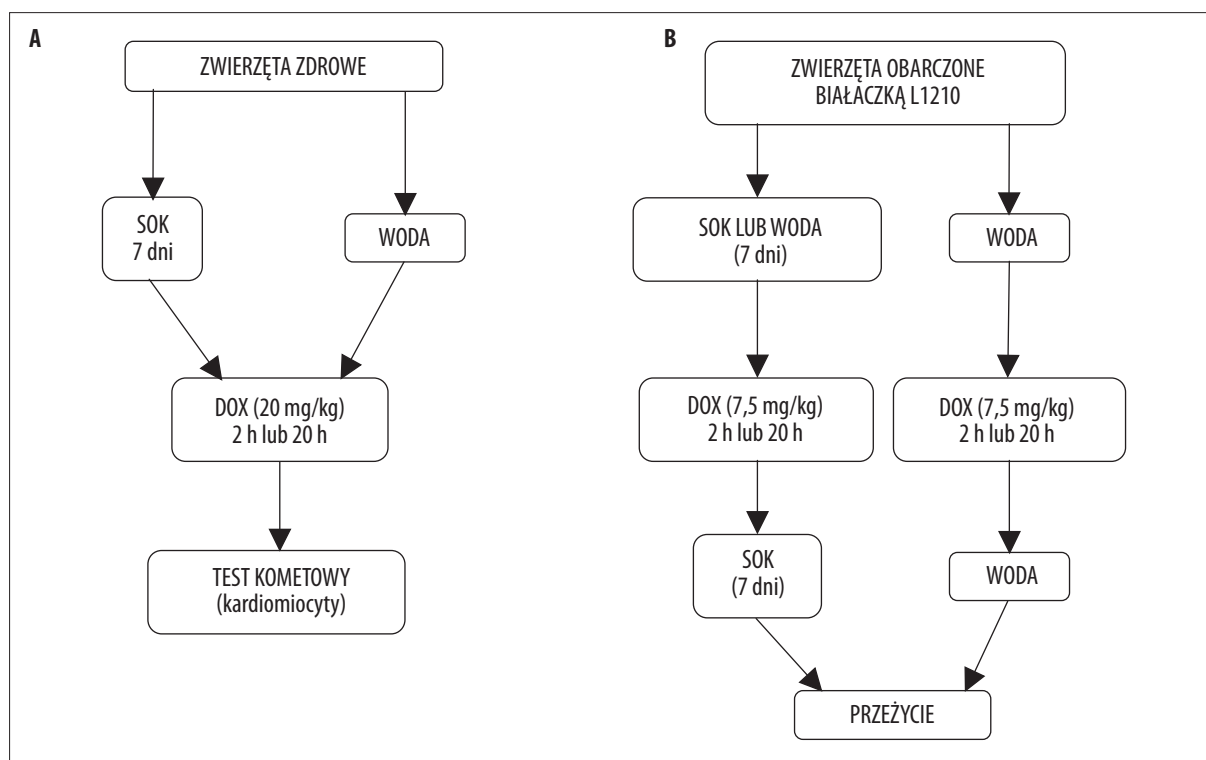 A
ZWIERZĘTA ZDROWE
SOK
7 dni
WODA
DOX (20 mg/kg)
2 h lub 20 h
TEST KOMETOWY
(kardiomiocyty)
B
ZWIERZĘTA OBARCZONE
BIAŁACZKĄ L1210
SOK LUB WODA
(7 dni)
WODA
DOX (7,5 mg/kg)
2 h lub 20 h
DOX (7,5 mg/kg)
2 h lub 20 h
SOK
(7 dni)
WODA
PRZEŻYCIE